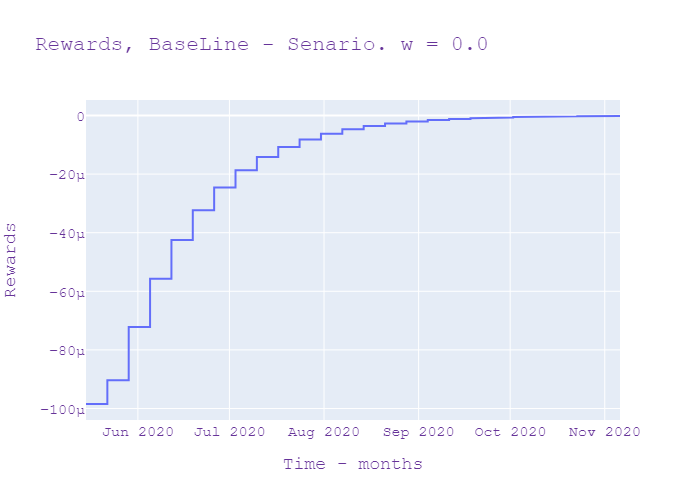 Rewards, BaseLine - Senario. w = 0.0
0
−20μ
−40μ
−60μ
−80μ
−100μ
Rewards
Jun 2020 Jul 2020 Aug 2020 Sep 2020 Oct 2020 Nov 2020
Time - months